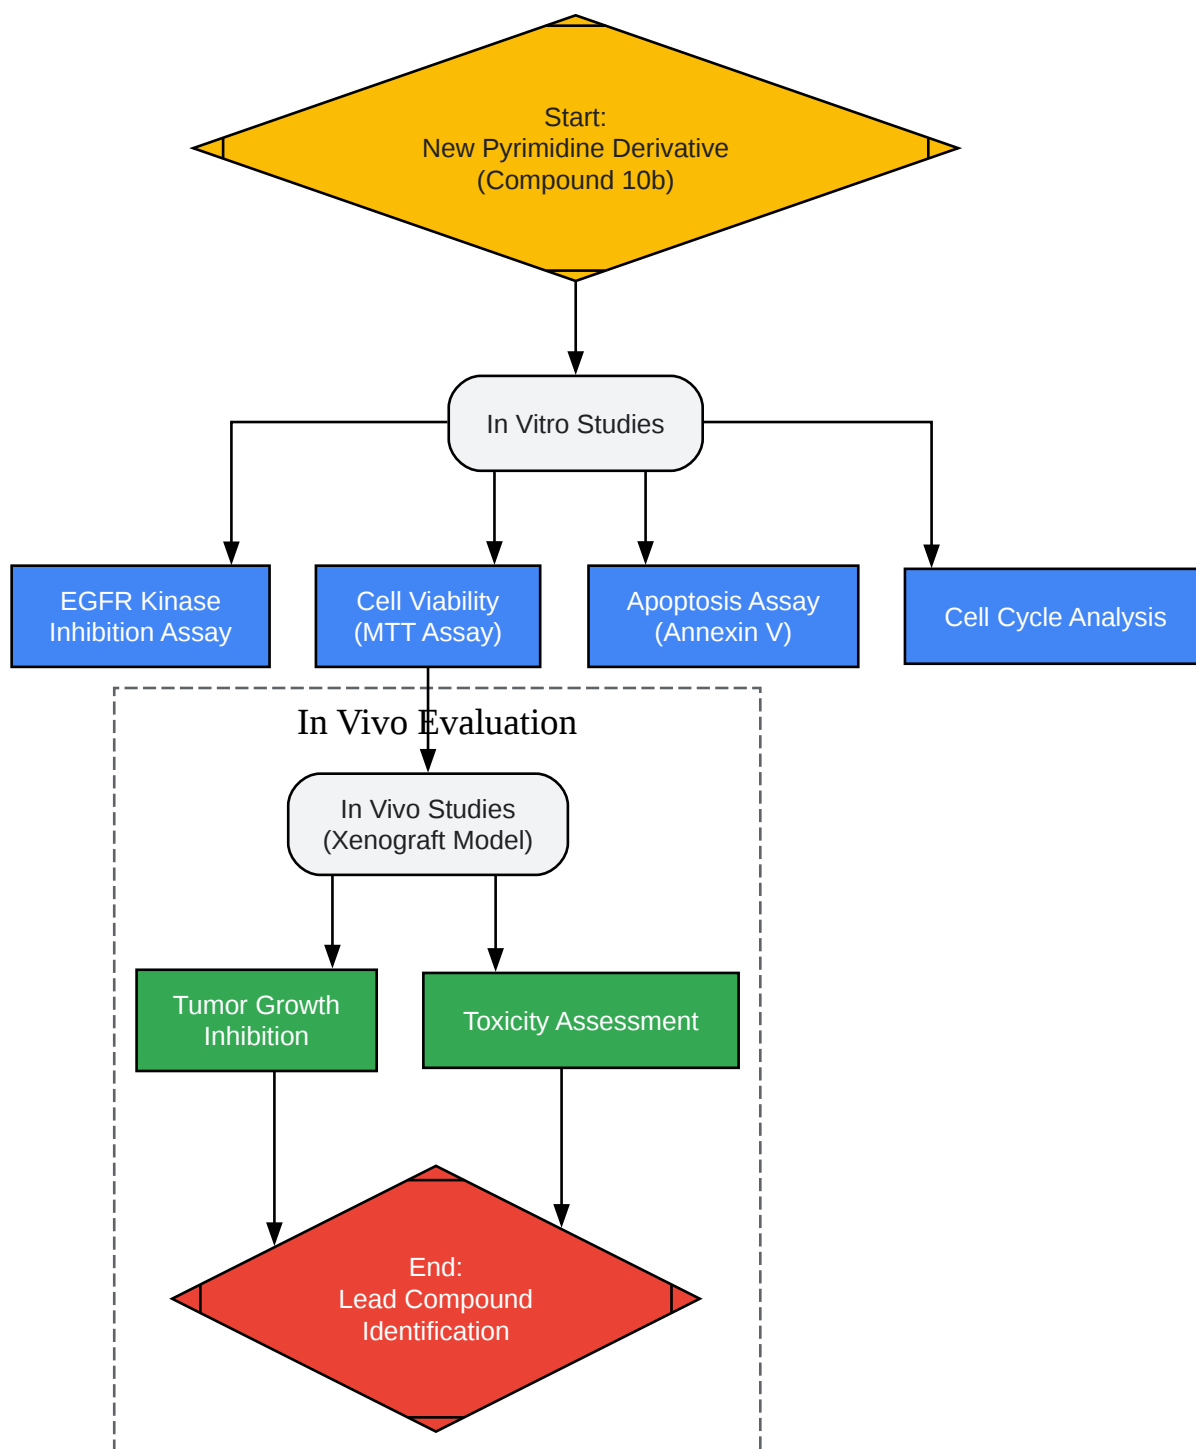 Start:
New Pyrimidine Derivative
(Compound 10b)
In Vitro Studies
EGFR Kinase
Inhibition Assay
Cell Viability
(MTT Assay)
Apoptosis Assay
(Annexin V)
Cell Cycle Analysis
In Vivo Evaluation
In Vivo Studies
(Xenograft Model)
Tumor Growth
Inhibition
Toxicity Assessment
End:
Lead Compound
Identification